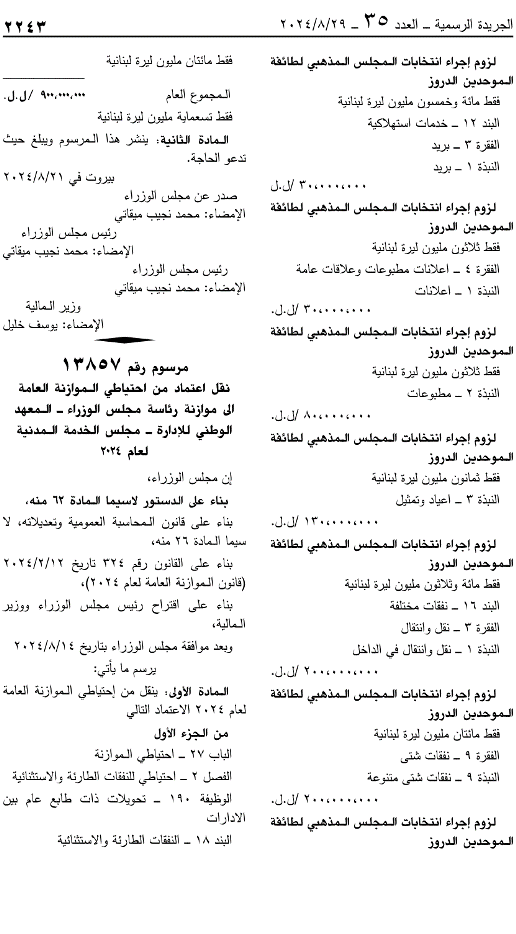 الجريدة الرسمية ـ العدد ٣٥ ـ ٢٠٢٤/٨/٢٩
٢٢٤٣
لزوم إجراء انتخابات المجلس المذهبي لطائفة
الموحدين الدروز
فقط مائة وخمسون مليون ليرة لبنانية
البند ١٢ ـ خدمات استهلاكية
الفقرة ٣ ـ بريد
النبذة ١ ـ بريد
٣٠،٠٠٠،٠٠٠ /ل.ل
لزوم إجراء انتخابات المجلس المذهبي لطائفة
الموحدين الدروز
فقط ثلاثون مليون ليرة لبنانية
الفقرة ٤ ـ اعلانات مطبوعات وعلاقات عامة
النبذة ١ ـ اعلانات
٣٠،٠٠٠،٠٠٠ /ل.ل.
لزوم إجراء انتخابات المجلس المذهبي لطائفة
الموحدين الدروز
فقط ثلاثون مليون ليرة لبنانية
النبذة ٢ ـ مطبوعات
٨٠،٠٠٠،٠٠٠ /ل.ل.
لزوم إجراء انتخابات المجلس المذهبي لطائفة
الموحدين الدروز
فقط ثمانون مليون ليرة لبنانية
النبذة ٣ ـ اعياد وتمثيل
١٣٠،٠٠٠،٠٠٠ /ل.ل.
لزوم إجراء انتخابات المجلس المذهبي لطائفة
الموحدين الدروز
فقط مائة وثلاثون مليون ليرة لبنانية
البند ١٦ ـ نفقات مختلفة
الفقرة ٣ ـ نقل وانتقال
النبذة ١ ـ نقل وانتقال في الداخل
٢٠٠،٠٠٠،٠٠٠ /ل.ل.
لزوم إجراء انتخابات المجلس المذهبي لطائفة
الموحدين الدروز
فقط مائتان مليون ليرة لبنانية
الفقرة ٩ ـ نفقات شتى
النبذة ٩ ـ نفقات شتى متنوعة
٢٠٠،٠٠٠،٠٠٠ /ل.ل.
لزوم إجراء انتخابات المجلس المذهبي لطائفة
الموحدين الدروز
فقط مائتان مليون ليرة لبنانية
المجموع العام ٩٠٠،٠٠٠،٠٠٠ /ل.ل.
فقط تسعماية مليون ليرة لبنانية
المادة الثانية: ينشر هذا المرسوم ويبلغ حيث
تدعو الحاجة.
بيروت في ٢٠٢٤/٨/٢١
صدر عن مجلس الوزراء
الإمضاء: محمد نجيب ميقاتي
رئيس مجلس الوزراء
الإمضاء: محمد نجيب ميقاتي
رئيس مجلس الوزراء
الإمضاء: محمد نجيب ميقاتي
وزير المالية
الإمضاء: يوسف خليل
مرسوم رقم ١٣٨٥٧
نقل اعتماد من احتياطي الموازنة العامة
الى موازنة رئاسة مجلس الوزراء ـ المعهد
الوطني للإدارة ـ مجلس الخدمة المدنية
لعام ٢٠٢٤
إن مجلس الوزراء،
بناء على الدستور لاسيما المادة ٦٢ منه،
بناء على قانون المحاسبة العمومية وتعديلاته، لا
سيما المادة ٢٦ منه،
بناء على القانون رقم ٣٢٤ تاريخ ٢٠٢٤/٢/١٢
(قانون الموازنة العامة لعام ٢٠٢٤)،
بناء على اقتراح رئيس مجلس الوزراء ووزير
المالية،
وبعد موافقة مجلس الوزراء بتاريخ ٢٠٢٤/٨/١٤
يرسم ما يأتي:
المادة الأولى: ينقل من إحتياطي الموازنة العامة
لعام ٢٠٢٤ الاعتماد التالي
من الجزء الأول
الباب ٢٧ ـ احتياطي الموازنة
الفصل ٢ ـ احتياطي للنفقات الطارئة والاستثنائية
الوظيفة ١٩٠ ـ تحويلات ذات طابع عام بين
الادارات
البند ١٨ ـ النفقات الطارئة والاستثنائية